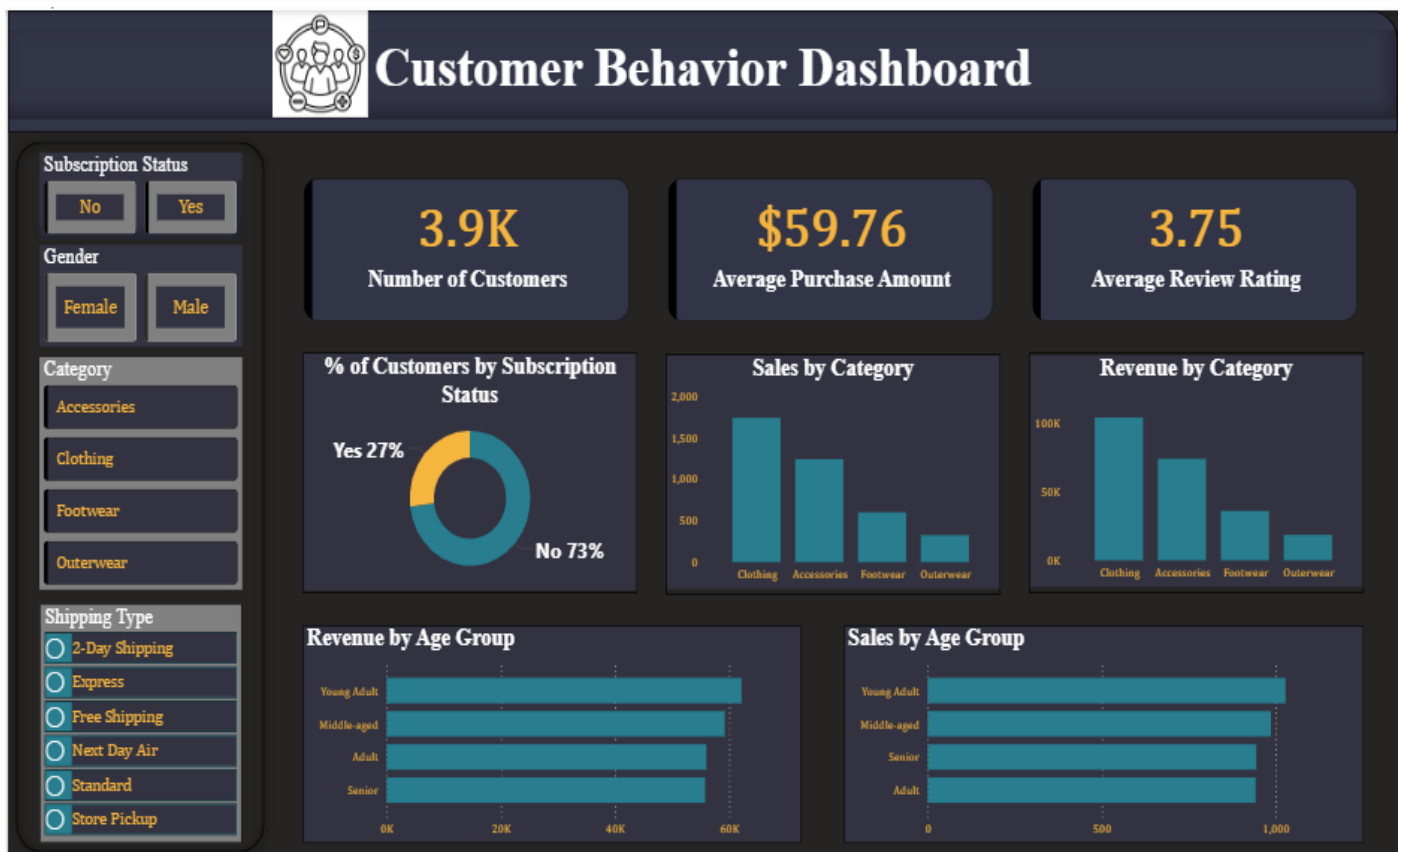 Customer Behavior Dashboard
Subscription Status
No Yes
Gender
Female Male
Category
Accessories
Clothing
Footwear
Outerwear
Shipping Type
2-Day Shipping
Express
Free Shipping
Next Day Air
Standard
Store Pickup
3.9K
Number of Customers
$59.76
Average Purchase Amount
3.75
Average Review Rating
% of Customers by Subscription
Status
Yes 27%
No 73%
Sales by Category
2,000
1,500
1,000
500
0
Clothing Accessories Footwear Outerwear
Revenue by Category
100K
50K
0K
Clothing Accessories Footwear Outerwear
Revenue by Age Group
Young Adult
Middle-aged
Adult
Senior
0K 20K 40K 60K
Sales by Age Group
Young Adult
Middle-aged
Senior
Adult
0 500 1,000